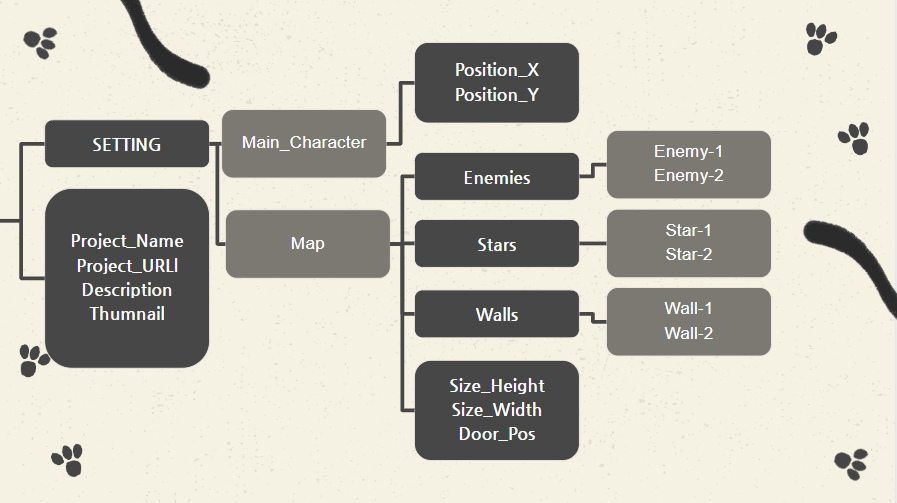 SETTING
Project_Name
Project_URLl
Description
Thumnail
Main_Character
Map
Position_X
Position_Y
Enemies
Stars
Walls
Size_Height
Size_Width
Door_Pos
Enemy-1
Enemy-2
Star-1
Star-2
Wall-1
Wall-2